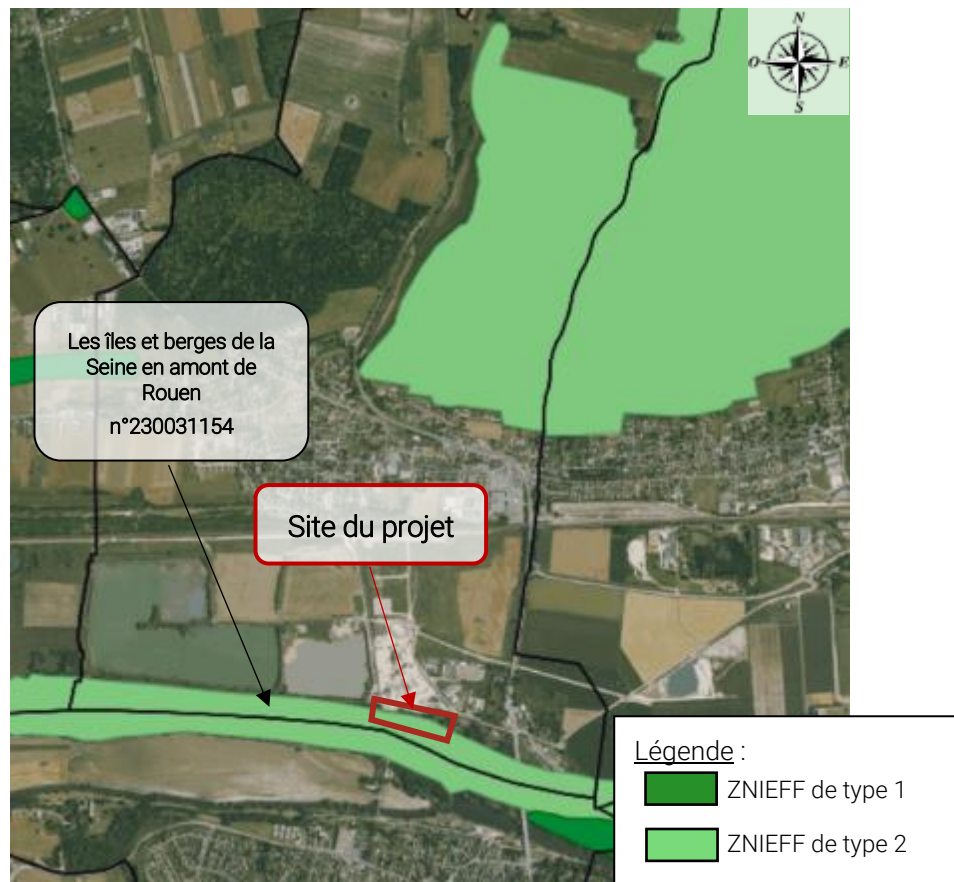 N
O E
S
Les îles et berges de la
Seine en amont de
Rouen
n°230031154
Site du projet
Légende :
ZNIEFF de type 1
ZNIEFF de type 2